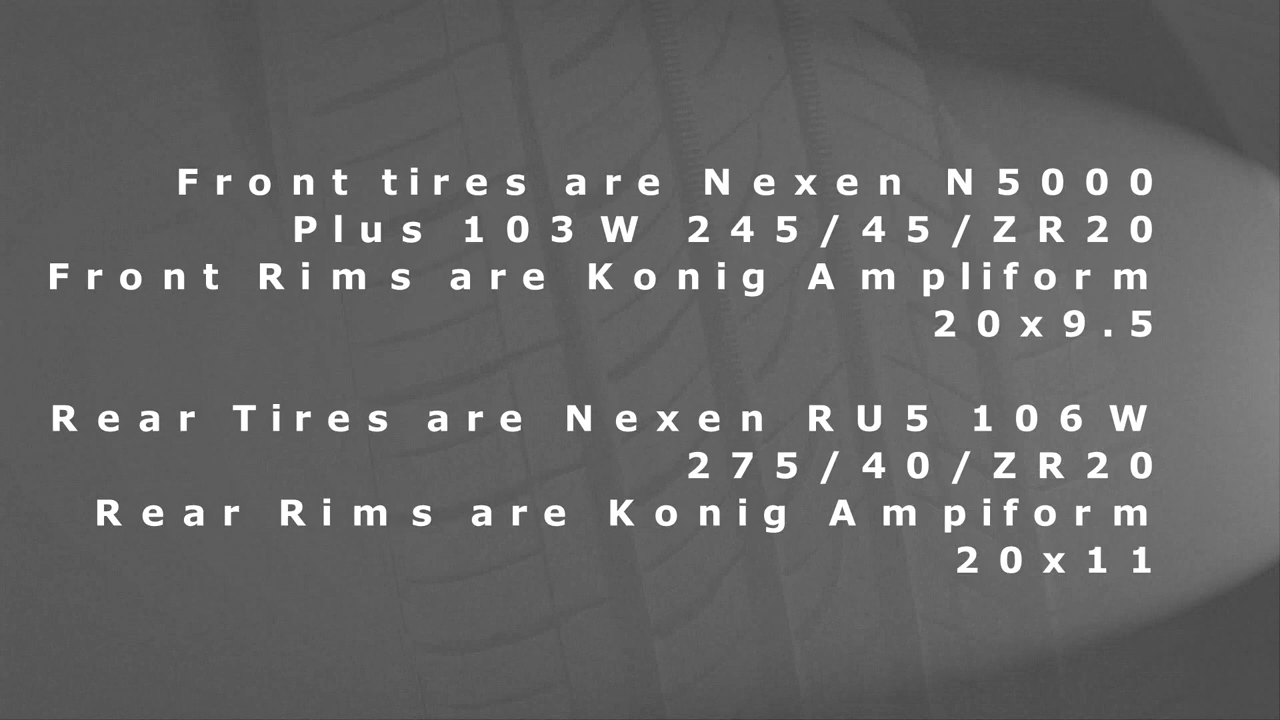 Front tires are Nexen N5000
Plus 103W 245/45/ZR20
Front Rims are Konig Ampliform
20x9.5
Rear Tires are Nexen RU5 106W
275/40/ZR20
Rear Rims are Konig Ampiform
20x11